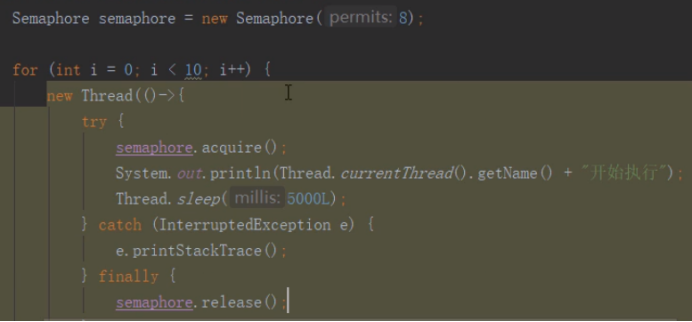 Semaphore semaphore = new Semaphore( permits: 8);
for (int i = 0; i < 10; i++) {
new Thread(()->{
try {
semaphore.acquire();
System.out.println(Thread.currentThread().getName() + "开始执行");
Thread.sleep( millis: 5000L);
} catch (InterruptedException e) {
e.printStackTrace();
} finally {
semaphore.release();